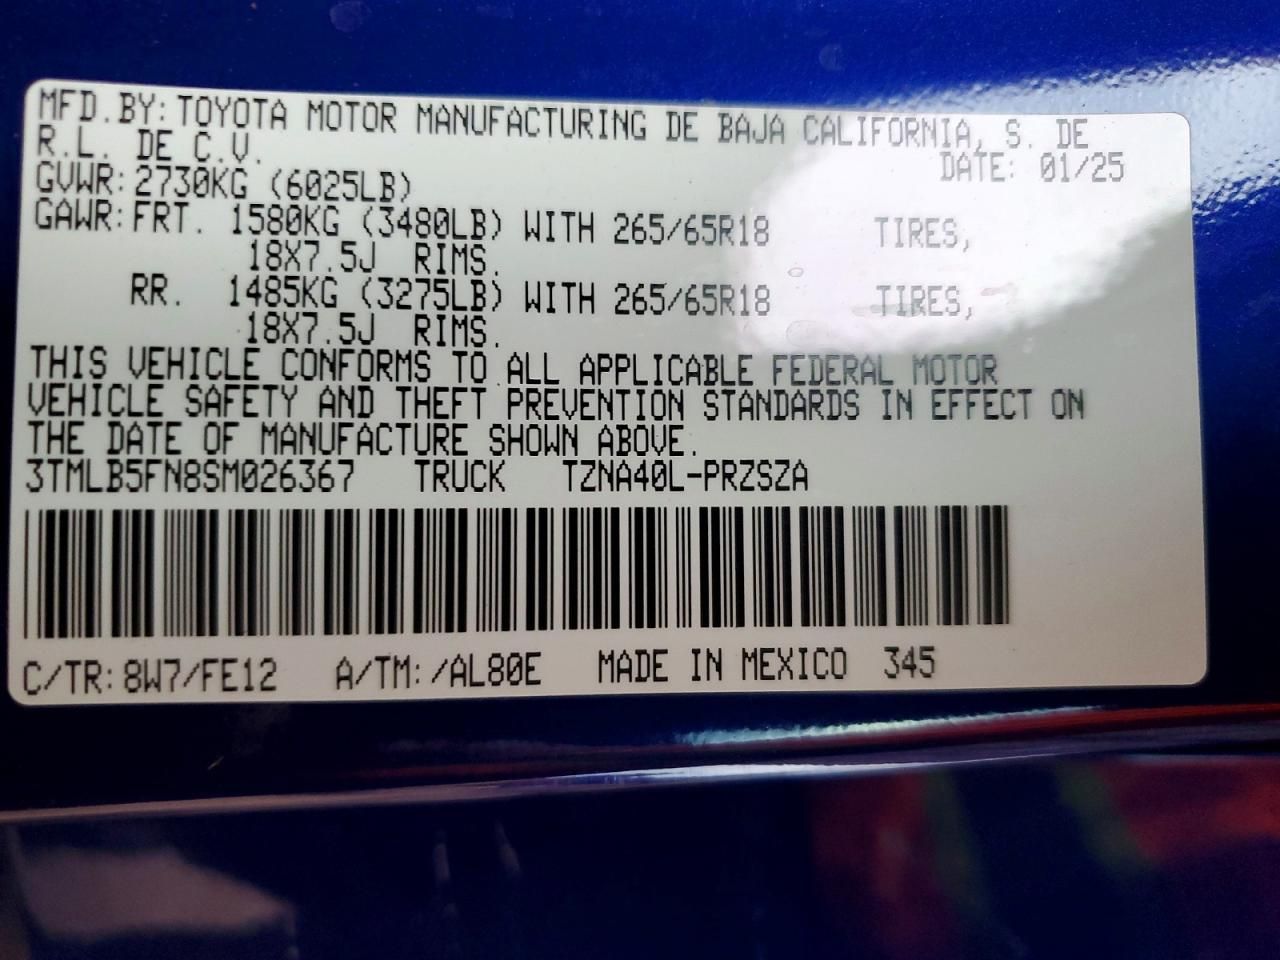 MFD.BY: TOYOTA MOTOR MANUFACTURING DE BAJA CALIFORNIA, S. DE
R.L. DE C.V. DATE: 01/25
GVWR: 2730KG (6025LB)
GAWR: FRT. 1580KG (3480LB) WITH 265/65R18 TIRES,
18X7.5J RIMS.
RR. 1485KG (3275LB) WITH 265/65R18 TIRES,
18X7.5J RIMS.
THIS VEHICLE CONFORMS TO ALL APPLICABLE FEDERAL MOTOR
VEHICLE SAFETY AND THEFT PREVENTION STANDARDS IN EFFECT ON
THE DATE OF MANUFACTURE SHOWN ABOVE.
3TMLB5FN8SM026367 TRUCK TZNA40L-PRZSZA
C/TR: 8W7/FE12 A/TM: /AL80E MADE IN MEXICO 345